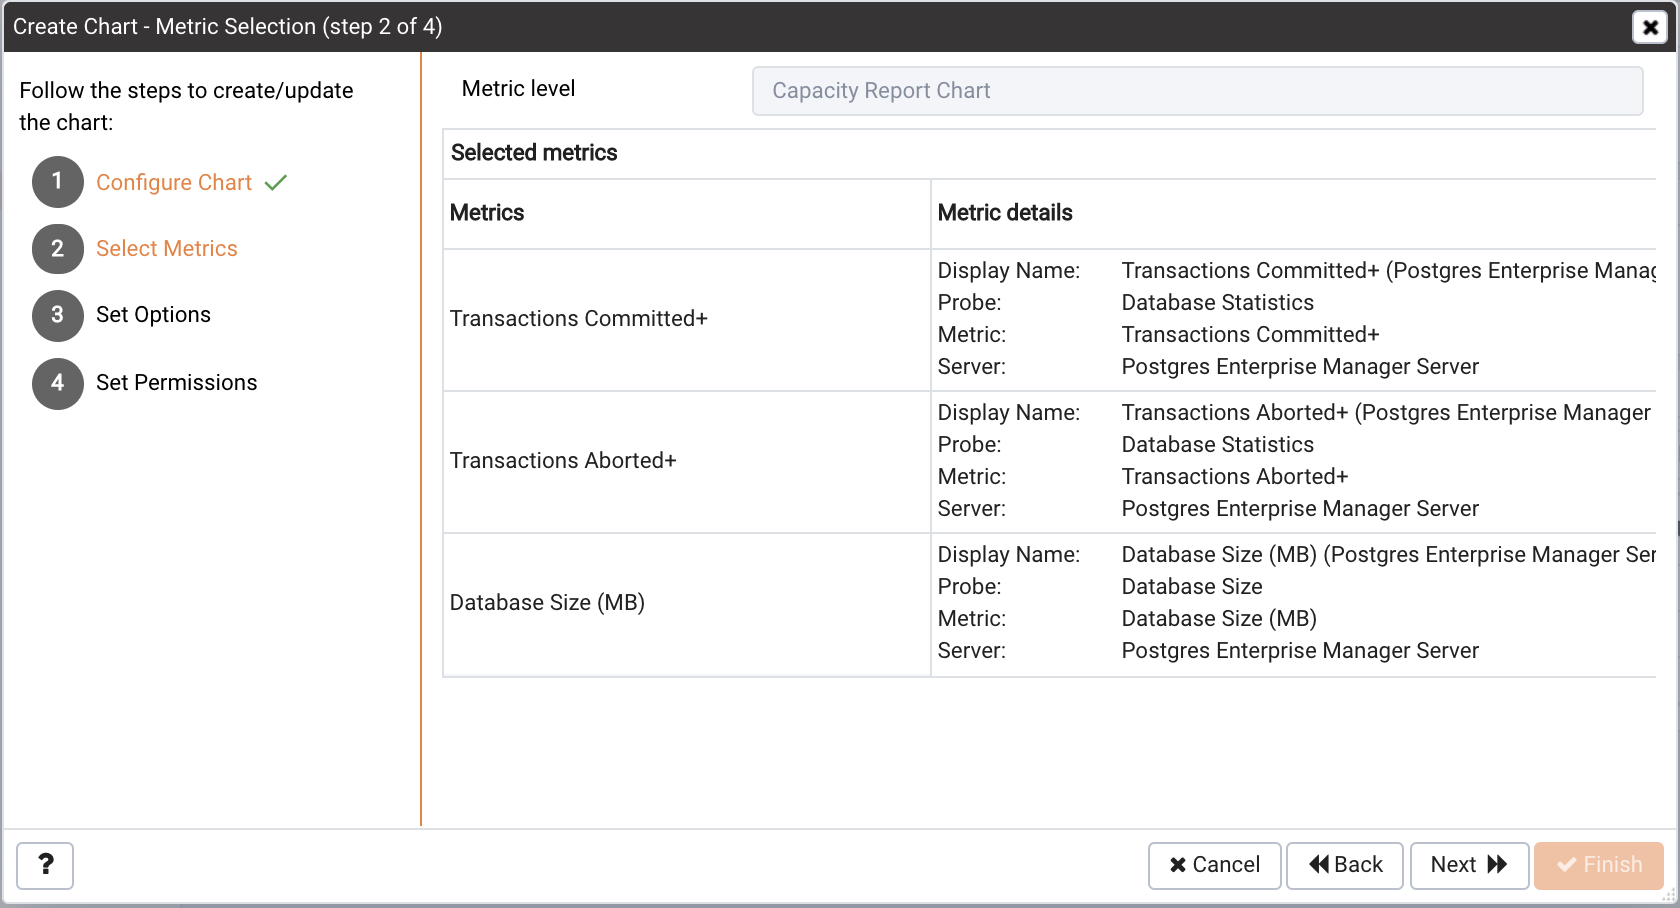 Create Chart - Metric Selection (step 2 of 4)
Follow the steps to create/update
the chart:
1 Configure Chart
2 Select Metrics
3 Set Options
4 Set Permissions
Metric level Capacity Report Chart
Selected metrics
Metrics Metric details
Transactions Committed+
Display Name: Transactions Committed+ (Postgres Enterprise Manag
Probe: Database Statistics
Metric: Transactions Committed+
Server: Postgres Enterprise Manager Server
Transactions Aborted+
Display Name: Transactions Aborted+ (Postgres Enterprise Manager
Probe: Database Statistics
Metric: Transactions Aborted+
Server: Postgres Enterprise Manager Server
Database Size (MB)
Display Name: Database Size (MB) (Postgres Enterprise Manager Ser
Probe: Database Size
Metric: Database Size (MB)
Server: Postgres Enterprise Manager Server
? Cancel Back Next Finish